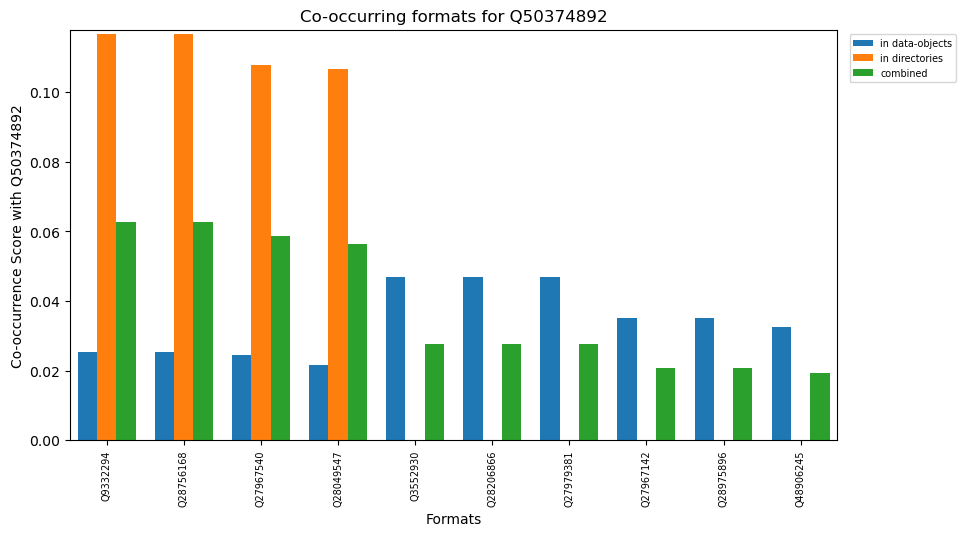 Co-occurring formats for Q50374892
in data-objects
in directories
combined
Co-occurrence Score with Q50374892
0.10
0.08
0.06
0.04
0.02
0.00
Q9332294
Q28756168
Q27967540
Q28049547
Q3552930
Q28206866
Q27979381
Q27967142
Q28975896
Q48906245
Formats